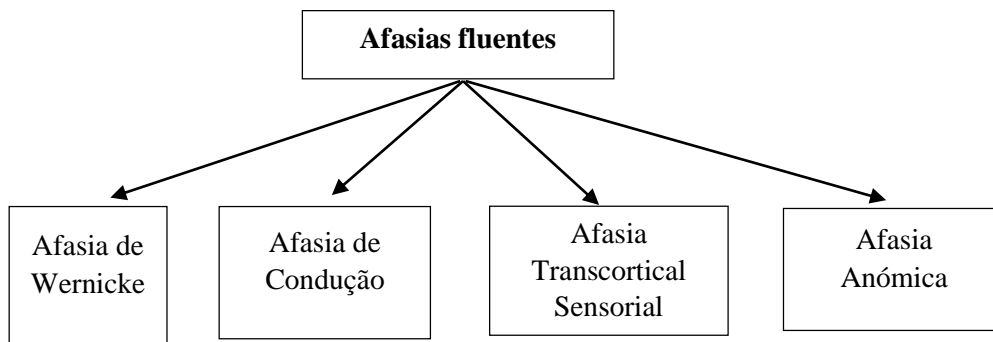 Afasias fluentes
Afasia de
Wernicke
Afasia de
Condução
Afasia
Transcortical
Sensorial
Afasia
Anómica